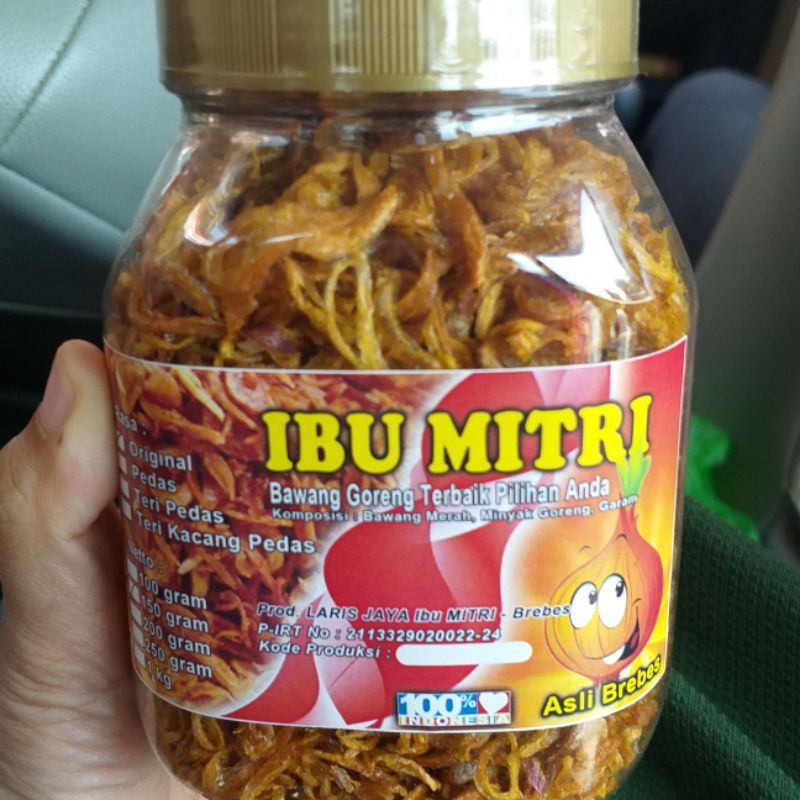 Rasa :
Original
Pedas
Teri Pedas
Teri Kacang Pedas
Netto :
100 gram
150 gram
200 gram
250 gram
1 kg
IBU MITRI
Bawang Goreng Terbaik Pilihan Anda
Komposisi : Bawang Merah, Minyak Goreng, Garam
Prod. LARIS JAYA Ibu MITRI - Brebes
P-IRT No : 2113329020022-24
Kode Produksi :
100%
INDONESIA
Asli Brebes